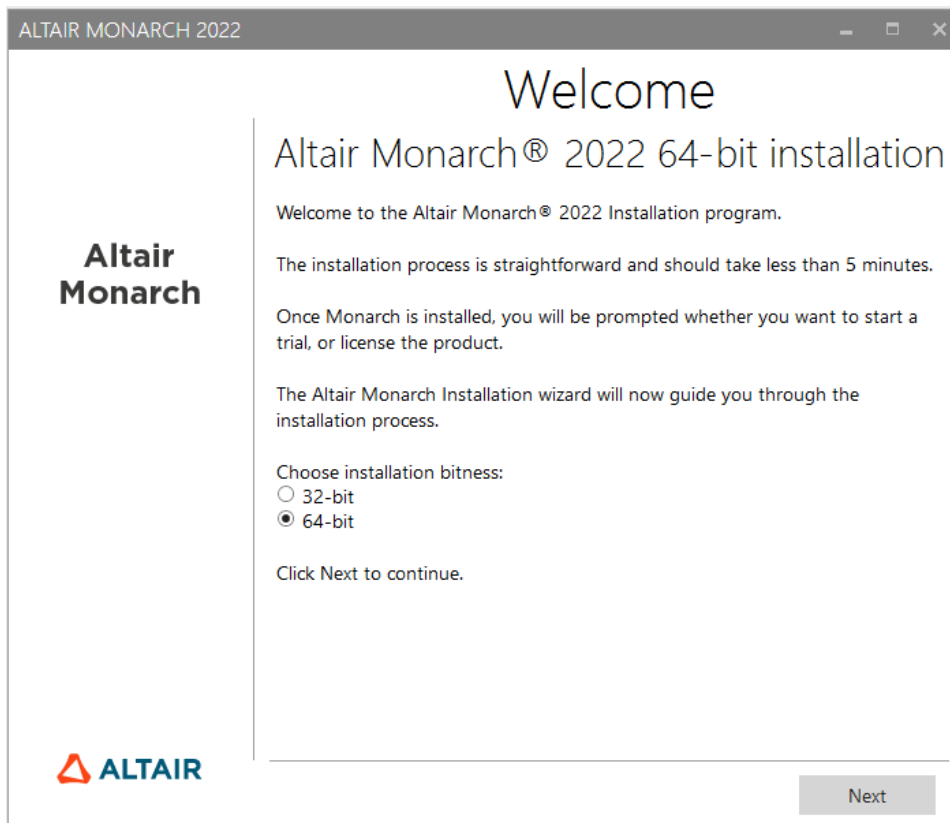 ALTAIR MONARCH 2022
Welcome
Altair Monarch® 2022 64-bit installation
Welcome to the Altair Monarch® 2022 Installation program.
Altair
Monarch
The installation process is straightforward and should take less than 5 minutes.
Once Monarch is installed, you will be prompted whether you want to start a
trial, or license the product.
The Altair Monarch Installation wizard will now guide you through the
installation process.
Choose installation bitness:
32-bit
64-bit
Click Next to continue.
ALTAIR
Next